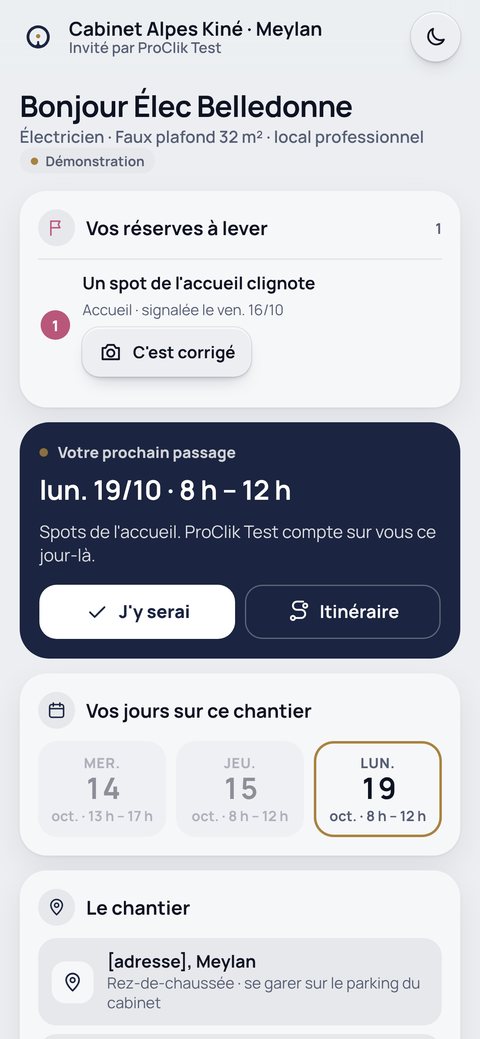 Cabinet Alpes Kiné · Meylan
Invité par ProClik Test
Bonjour Élec Belledonne
Électricien · Faux plafond 32 m² · local professionnel
Démonstration
Vos réserves à lever
1
Un spot de l'accueil clignote
Accueil · signalée le ven. 16/10
1
C'est corrigé
Votre prochain passage
lun. 19/10 · 8 h – 12 h
Spots de l'accueil. ProClik Test compte sur vous ce
jour-là.
J'y serai
Itinéraire
Vos jours sur ce chantier
MER.
14
oct. · 13 h – 17 h
JEU.
15
oct. · 8 h – 12 h
LUN.
19
oct. · 8 h – 12 h
Le chantier
[adresse], Meylan
Rez-de-chaussée · se garer sur le parking du
cabinet